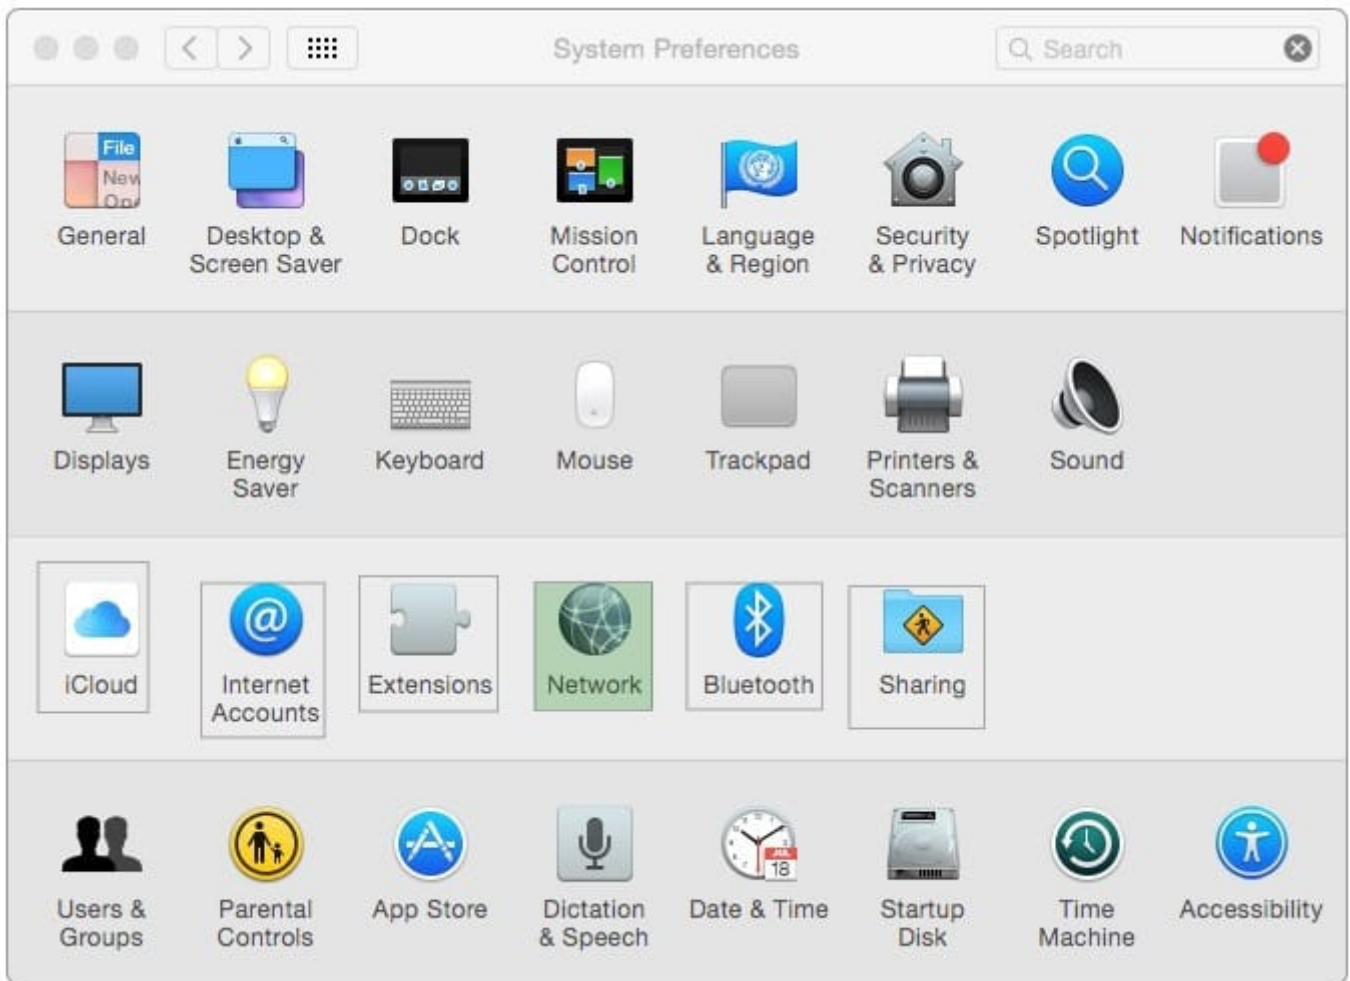 System Preferences
Search
File
New
Ope
General
Desktop &
Screen Saver
Dock
Mission
Control
Language
& Region
Security
& Privacy
Spotlight
Notifications
Displays
Energy
Saver
Keyboard
Mouse
Trackpad
Printers &
Scanners
Sound
@
iCloud
Internet
Accounts
Extensions
Network
Bluetooth
Sharing
JUL
18
Users &
Groups
Parental
Controls
App Store
Dictation
& Speech
Date & Time
Startup
Disk
Time
Machine
Accessibility